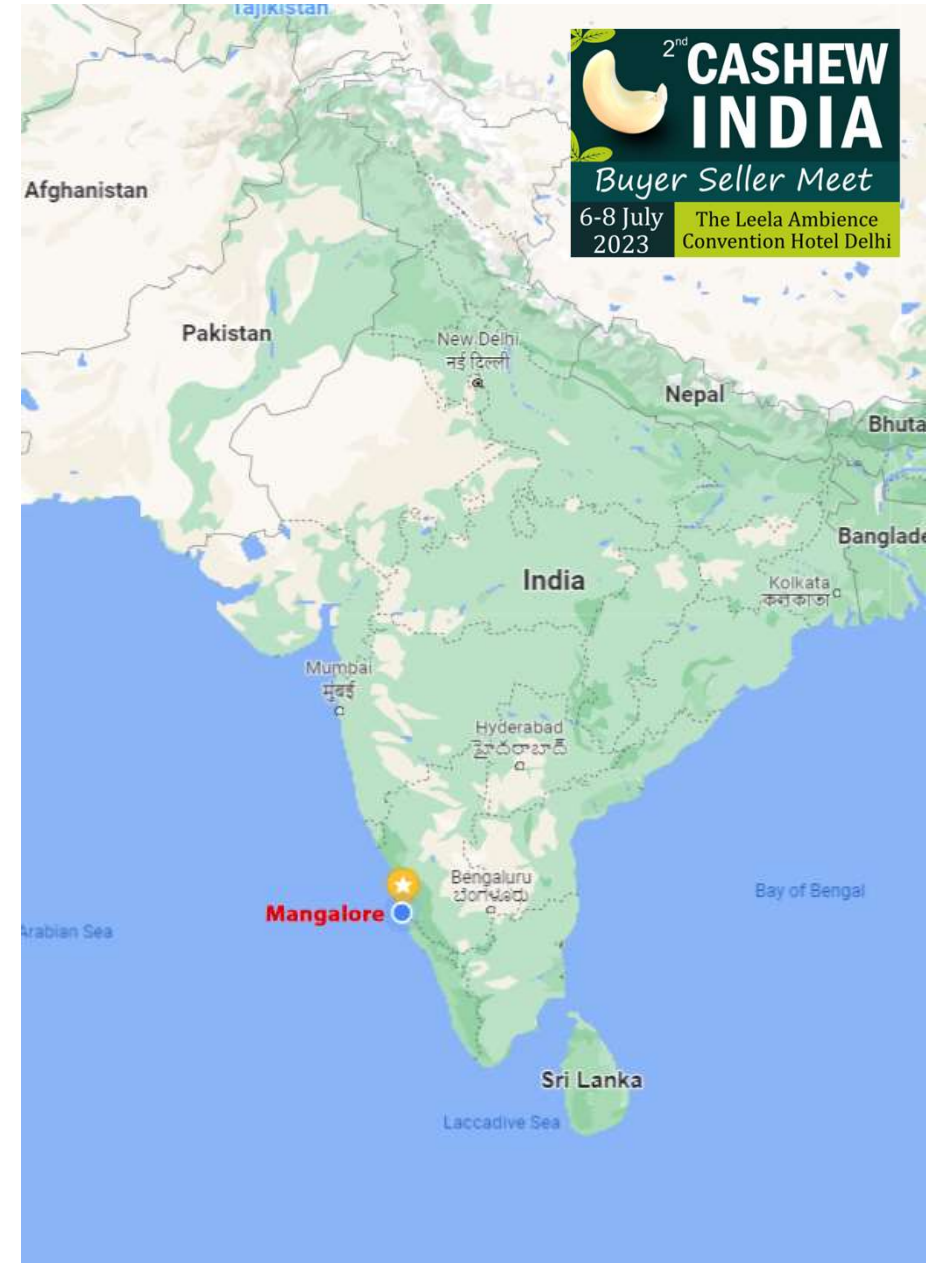 Tajikistan
2nd CASHEW
INDIA
Buyer Seller Meet
6-8 July
2023
The Leela Ambience
Convention Hotel Delhi
Afghanistan
Pakistan
New Delhi
नई दिल्ली
Nepal
Bhuta
Banglade
India
Kolkata
কলকাতা
Mumbai
मुंबई
Hyderabad
హైదరాబాద్
Bengaluru
ಬೆಂಗಳೂರು
Mangalore
Bay of Bengal
Arabian Sea
Sri Lanka
Laccadive Sea